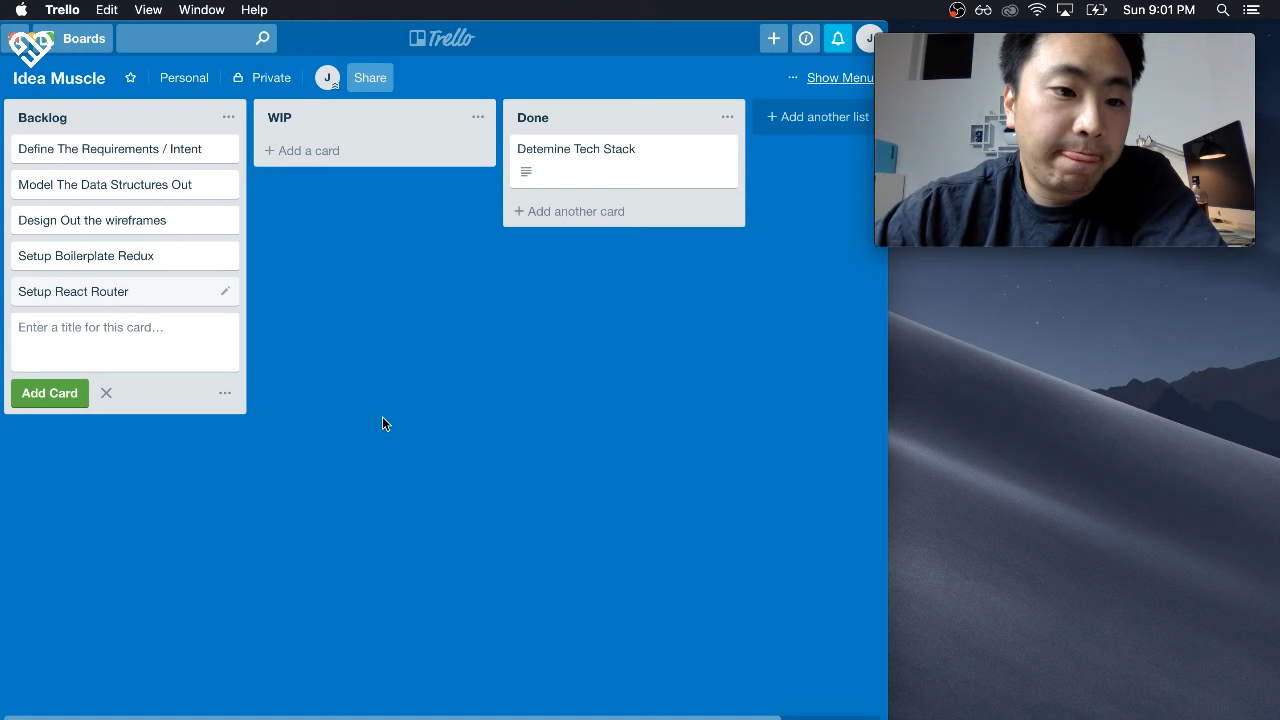 Trello Edit View Window Help Sun 9:01 PM
Boards Trello J
Idea Muscle Personal Private J Share ... Show Menu
Backlog ...
Define The Requirements / Intent
Model The Data Structures Out
Design Out the wireframes
Setup Boilerplate Redux
Setup React Router
Enter a title for this card…
Add Card ...
WIP ...
+ Add a card
Done ...
Detemine Tech Stack
+ Add another card
+ Add another list